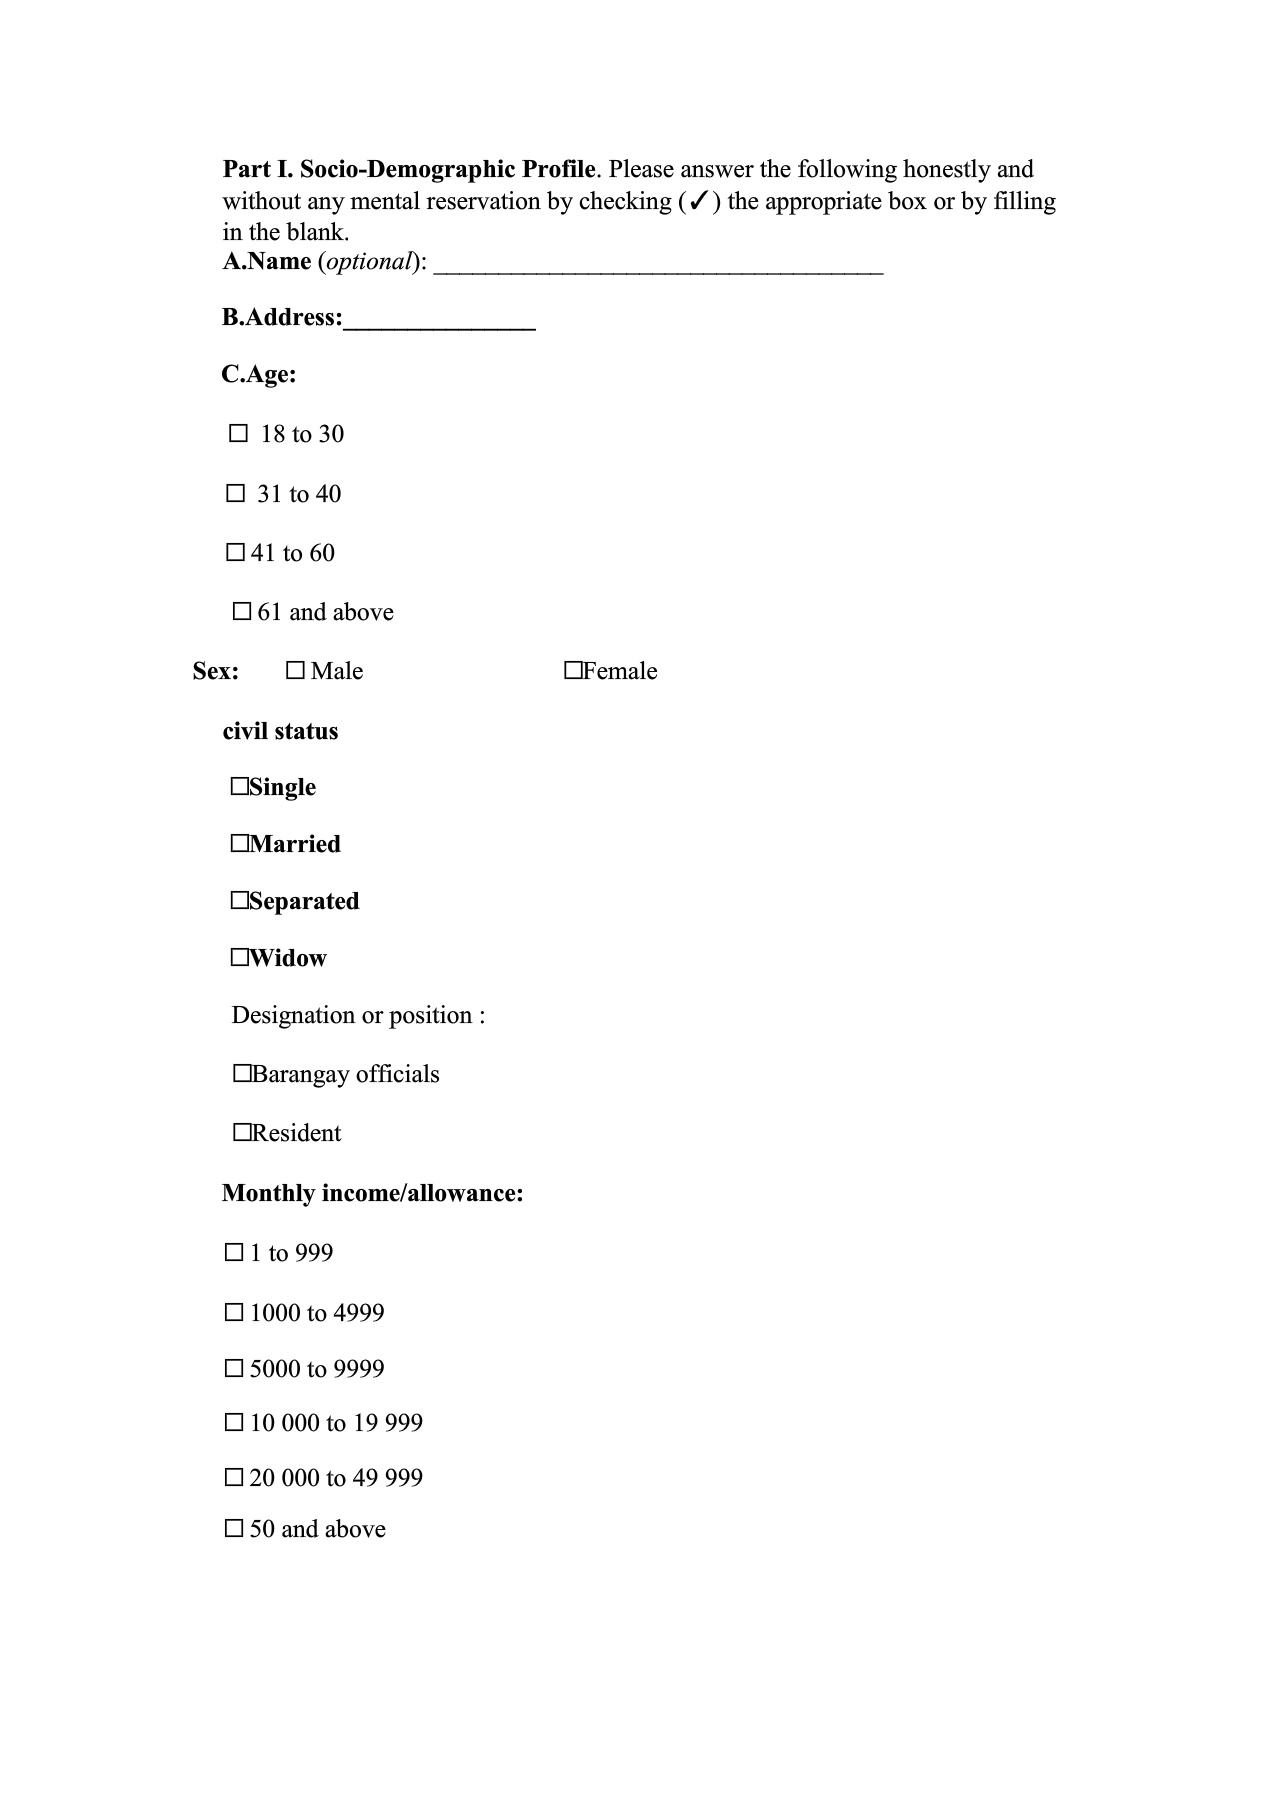 Part I. Socio-Demographic Profile. Please answer the following honestly and
without any mental reservation by checking (✓) the appropriate box or by filling
in the blank.
A.Name (optional): ___________________________________
B.Address:_______________
C.Age:
☐ 18 to 30
☐ 31 to 40
☐ 41 to 60
☐ 61 and above
Sex: ☐ Male ☐Female
civil status
☐Single
☐Married
☐Separated
☐Widow
Designation or position :
☐Barangay officials
☐Resident
Monthly income/allowance:
☐ 1 to 999
☐ 1000 to 4999
☐ 5000 to 9999
☐ 10 000 to 19 999
☐ 20 000 to 49 999
☐ 50 and above